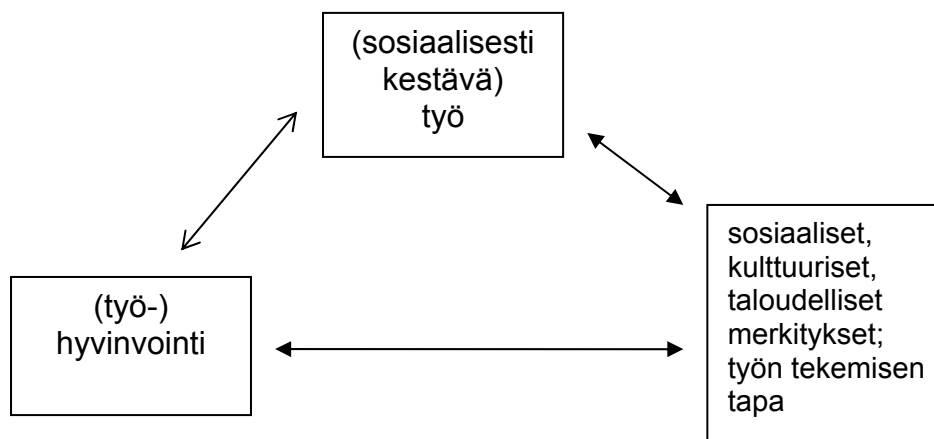 (sosiaalisesti
kestävä)
työ
(työ-)
hyvinvointi
sosiaaliset,
kulttuuriset,
taloudelliset
merkitykset;
työn tekemisen
tapa